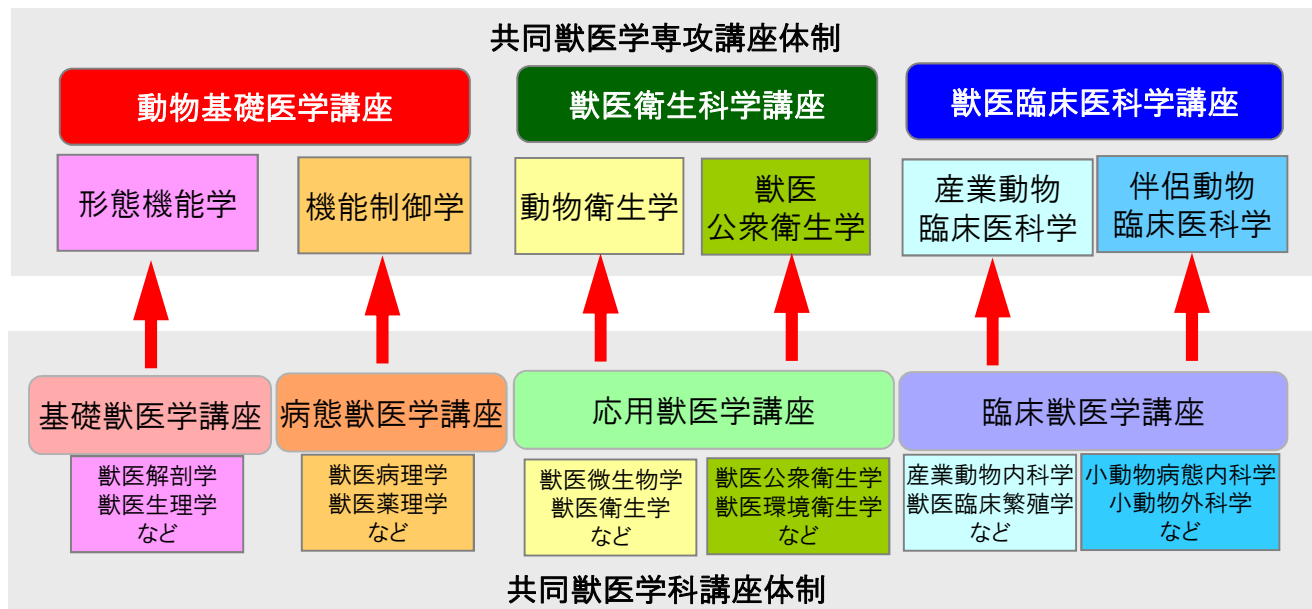 共同獣医学専攻講座体制
動物基礎医学講座
獣医衛生科学講座
獣医臨床医科学講座
形態機能学
機能制御学
動物衛生学
獣医
公衆衛生学
産業動物
臨床医科学
伴侶動物
臨床医科学
基礎獣医学講座
病態獣医学講座
応用獣医学講座
臨床獣医学講座
獣医解剖学
獣医生理学
など
獣医病理学
獣医薬理学
など
獣医微生物学
獣医衛生学
など
獣医公衆衛生学
獣医環境衛生学
など
産業動物内科学
獣医臨床繁殖学
など
小動物病態内科学
小動物外科学
など
共同獣医学科講座体制